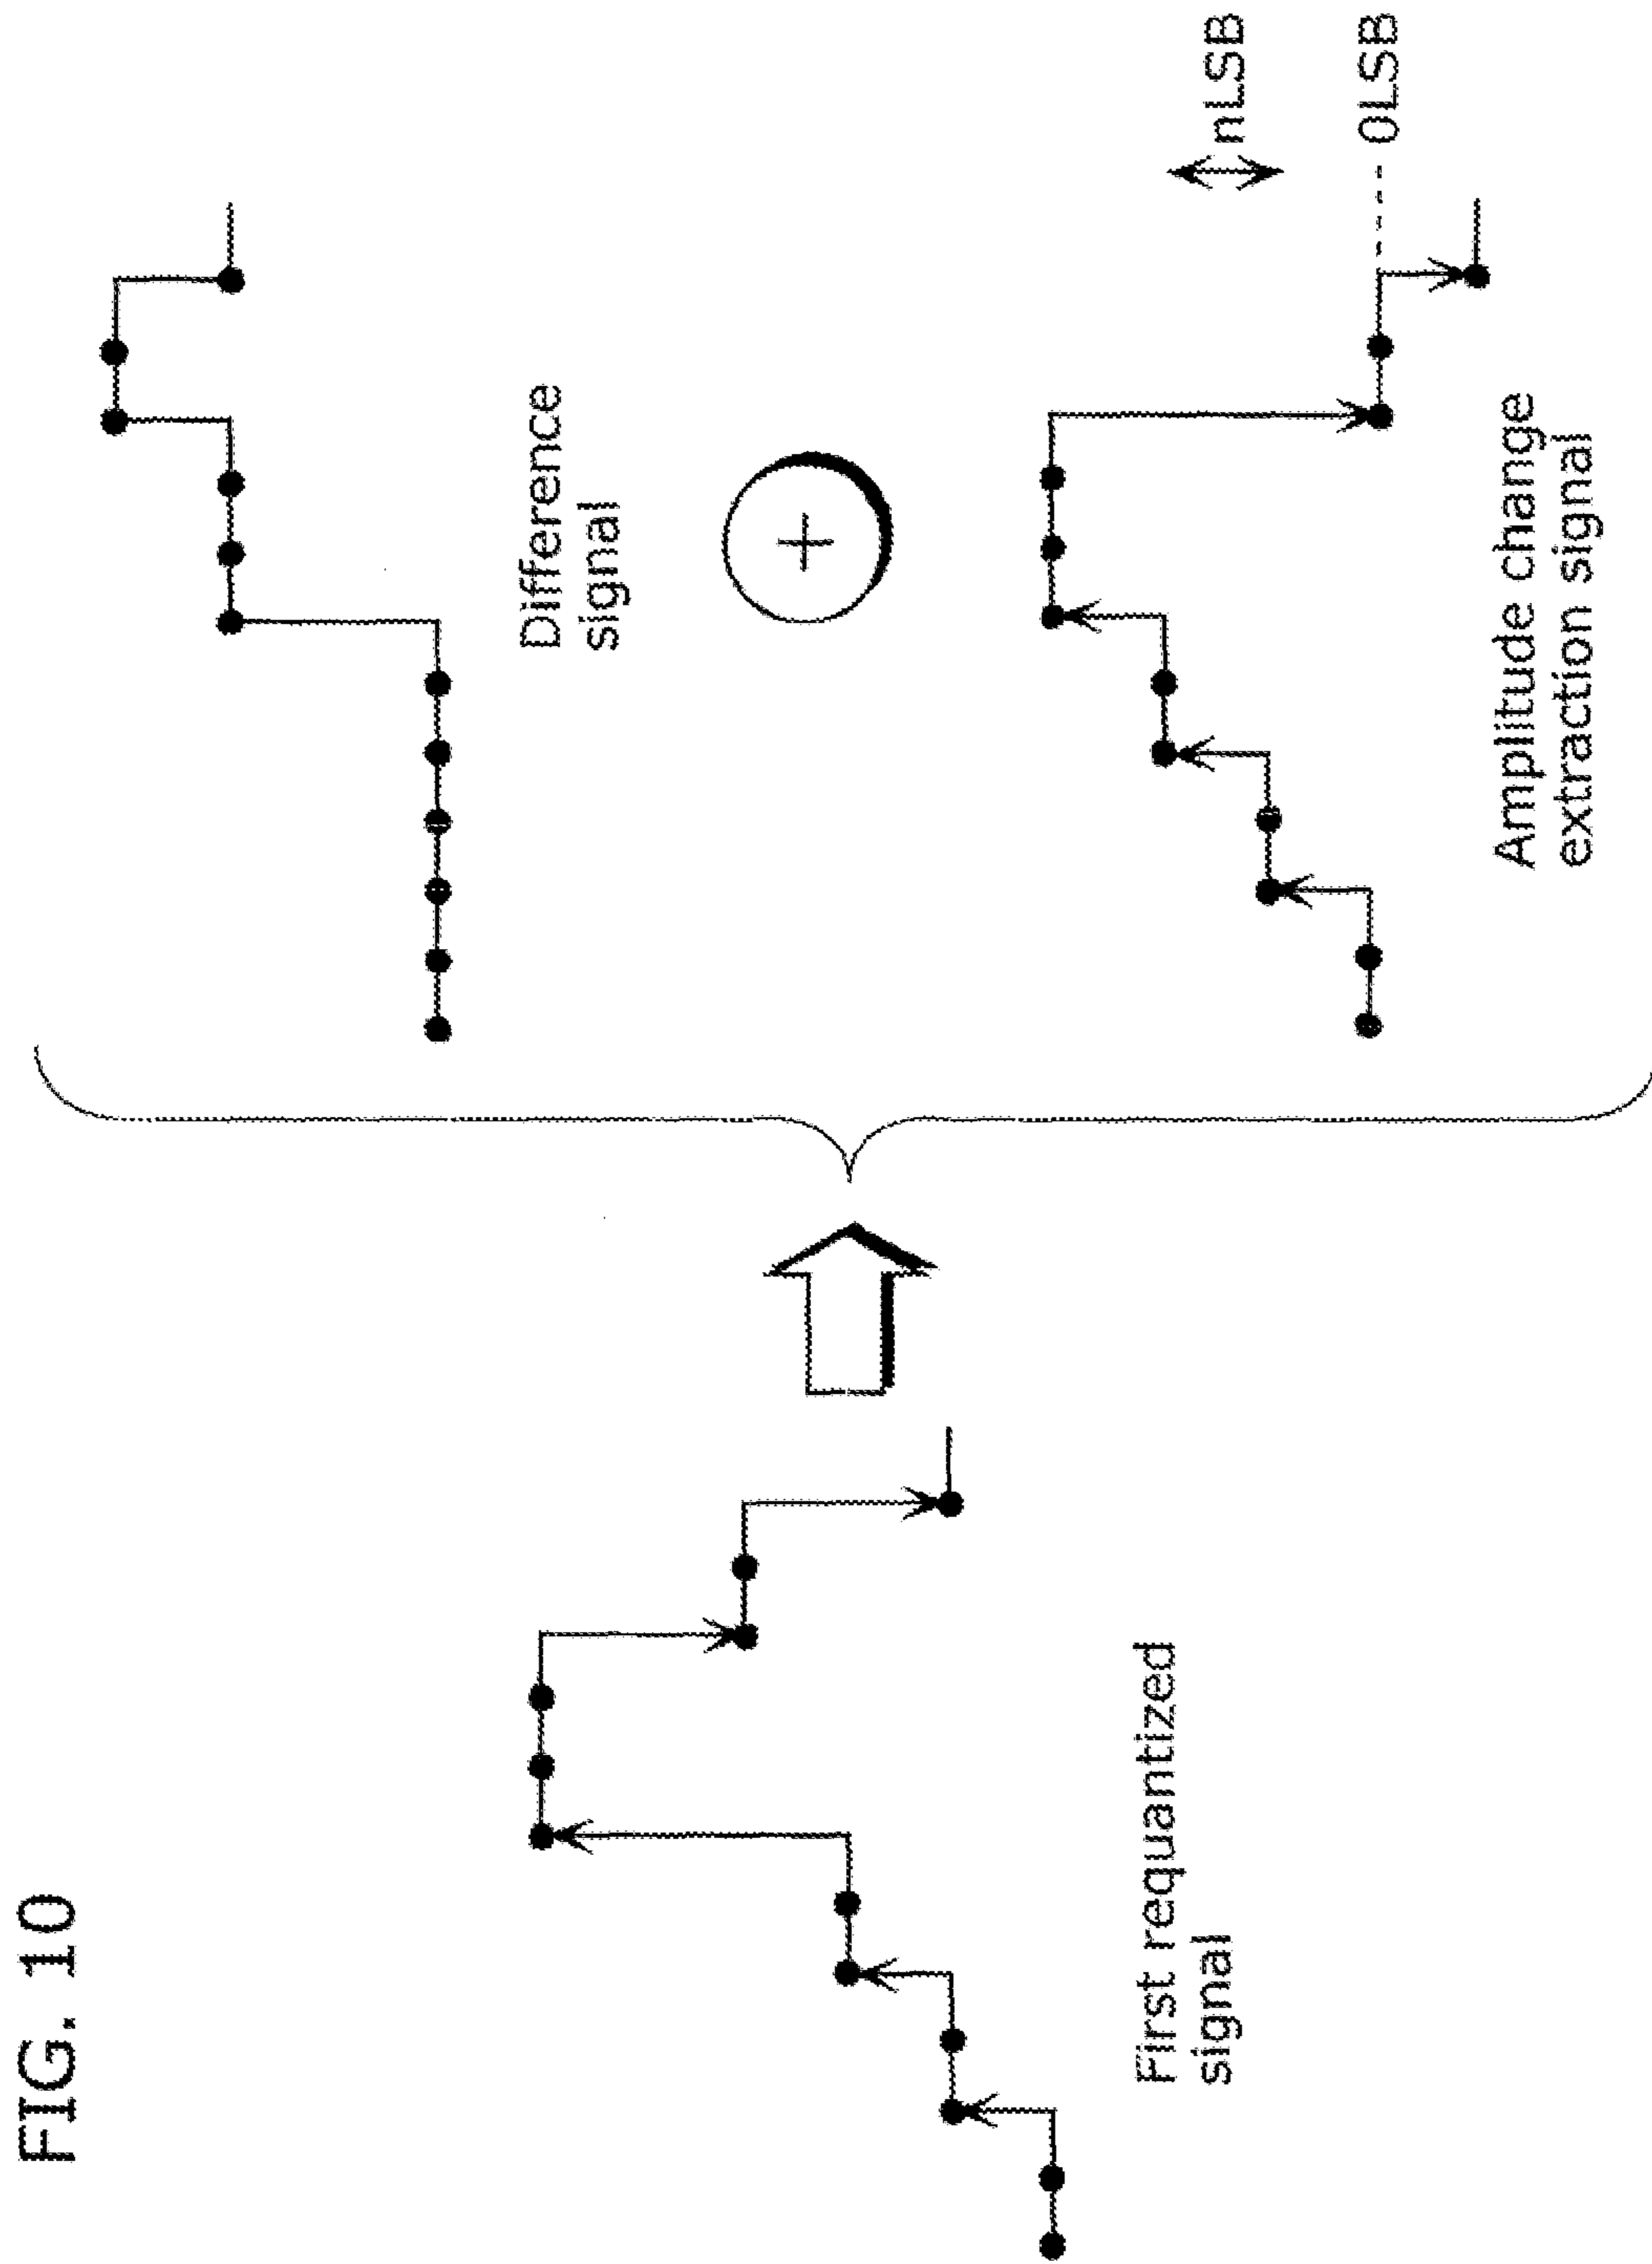 FIG. 10
First requantized
signal
Difference
signal
+
Amplitude change
extraction signal
nLSB
0LSB